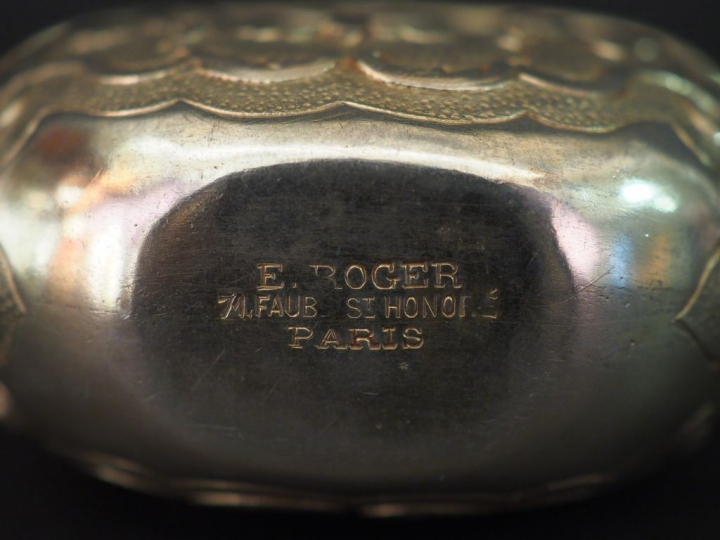 E. ROGER
71, FAUB. ST HONORÉ
PARIS